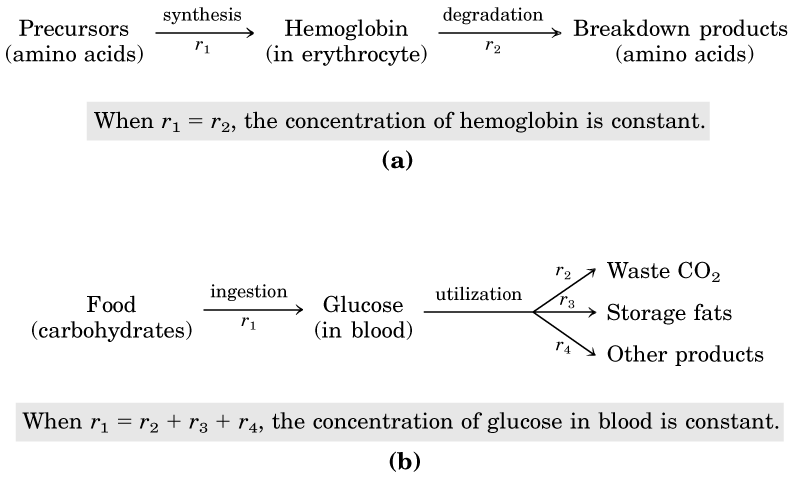 Precursors
(amino acids)
synthesis
r₁
Hemoglobin
(in erythrocyte)
degradation
r₂
Breakdown products
(amino acids)
When r₁ = r₂, the concentration of hemoglobin is constant.
(a)
Food
(carbohydrates)
ingestion
r₁
Glucose
(in blood)
utilization
r₂
Waste CO₂
r₃
Storage fats
r₄
Other products
When r₁ = r₂ + r₃ + r₄, the concentration of glucose in blood is constant.
(b)